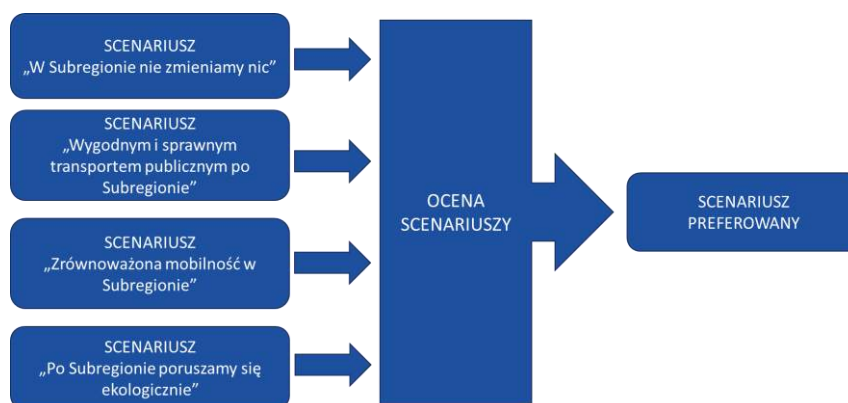 SCENARIUSZ
„W Subregionie nie zmieniamy nic”
SCENARIUSZ
„Wygodnym i sprawnym
transportem publicznym po
Subregionie”
SCENARIUSZ
„Zrównoważona mobilność w
Subregionie”
SCENARIUSZ
„Po Subregionie poruszamy się
ekologicznie”
OCENA
SCENARIUSZY
SCENARIUSZ
PREFEROWANY